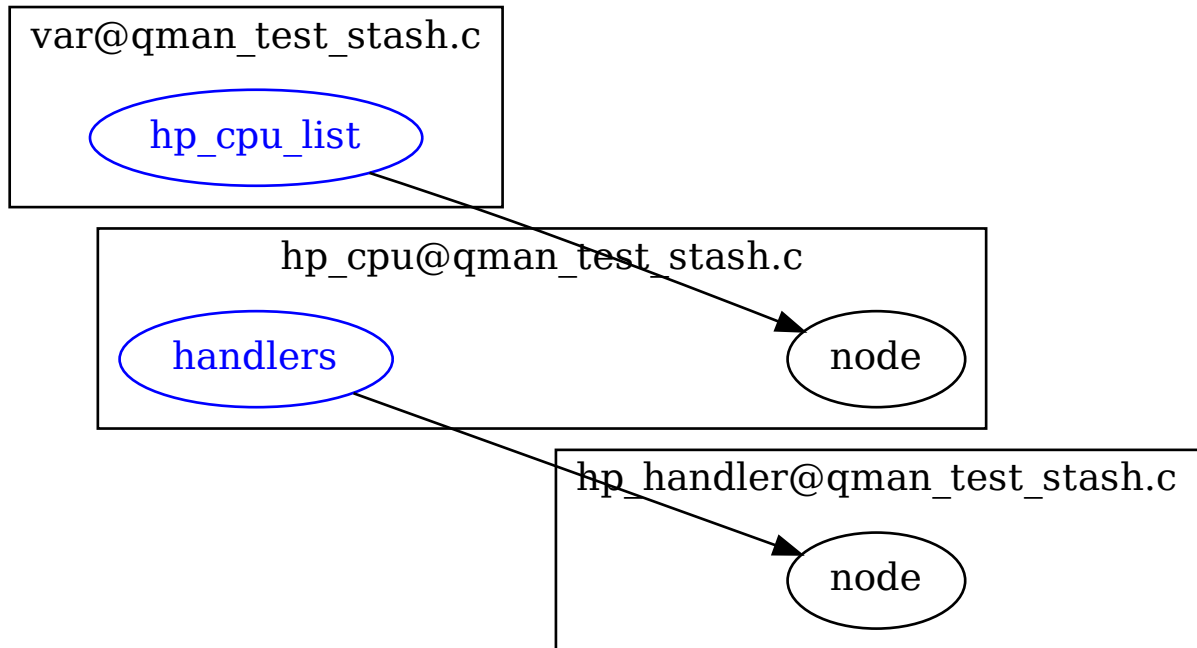 var@qman_test_stash.c
hp_cpu_list
hp_cpu@qman_test_stash.c
handlers
node
hp_handler@qman_test_stash.c
node